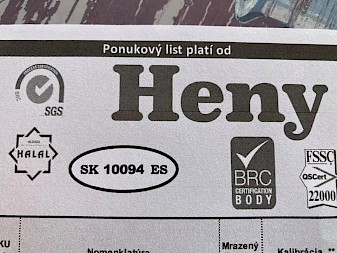 Ponukový list platí od
Heny
SGS
HALAL
SK 10094 ES
BRC
CERTIFICATION
BODY
FSSC
QSCert
22000
KU
Nomenklatúra
Mrazený
Kalibrácia **